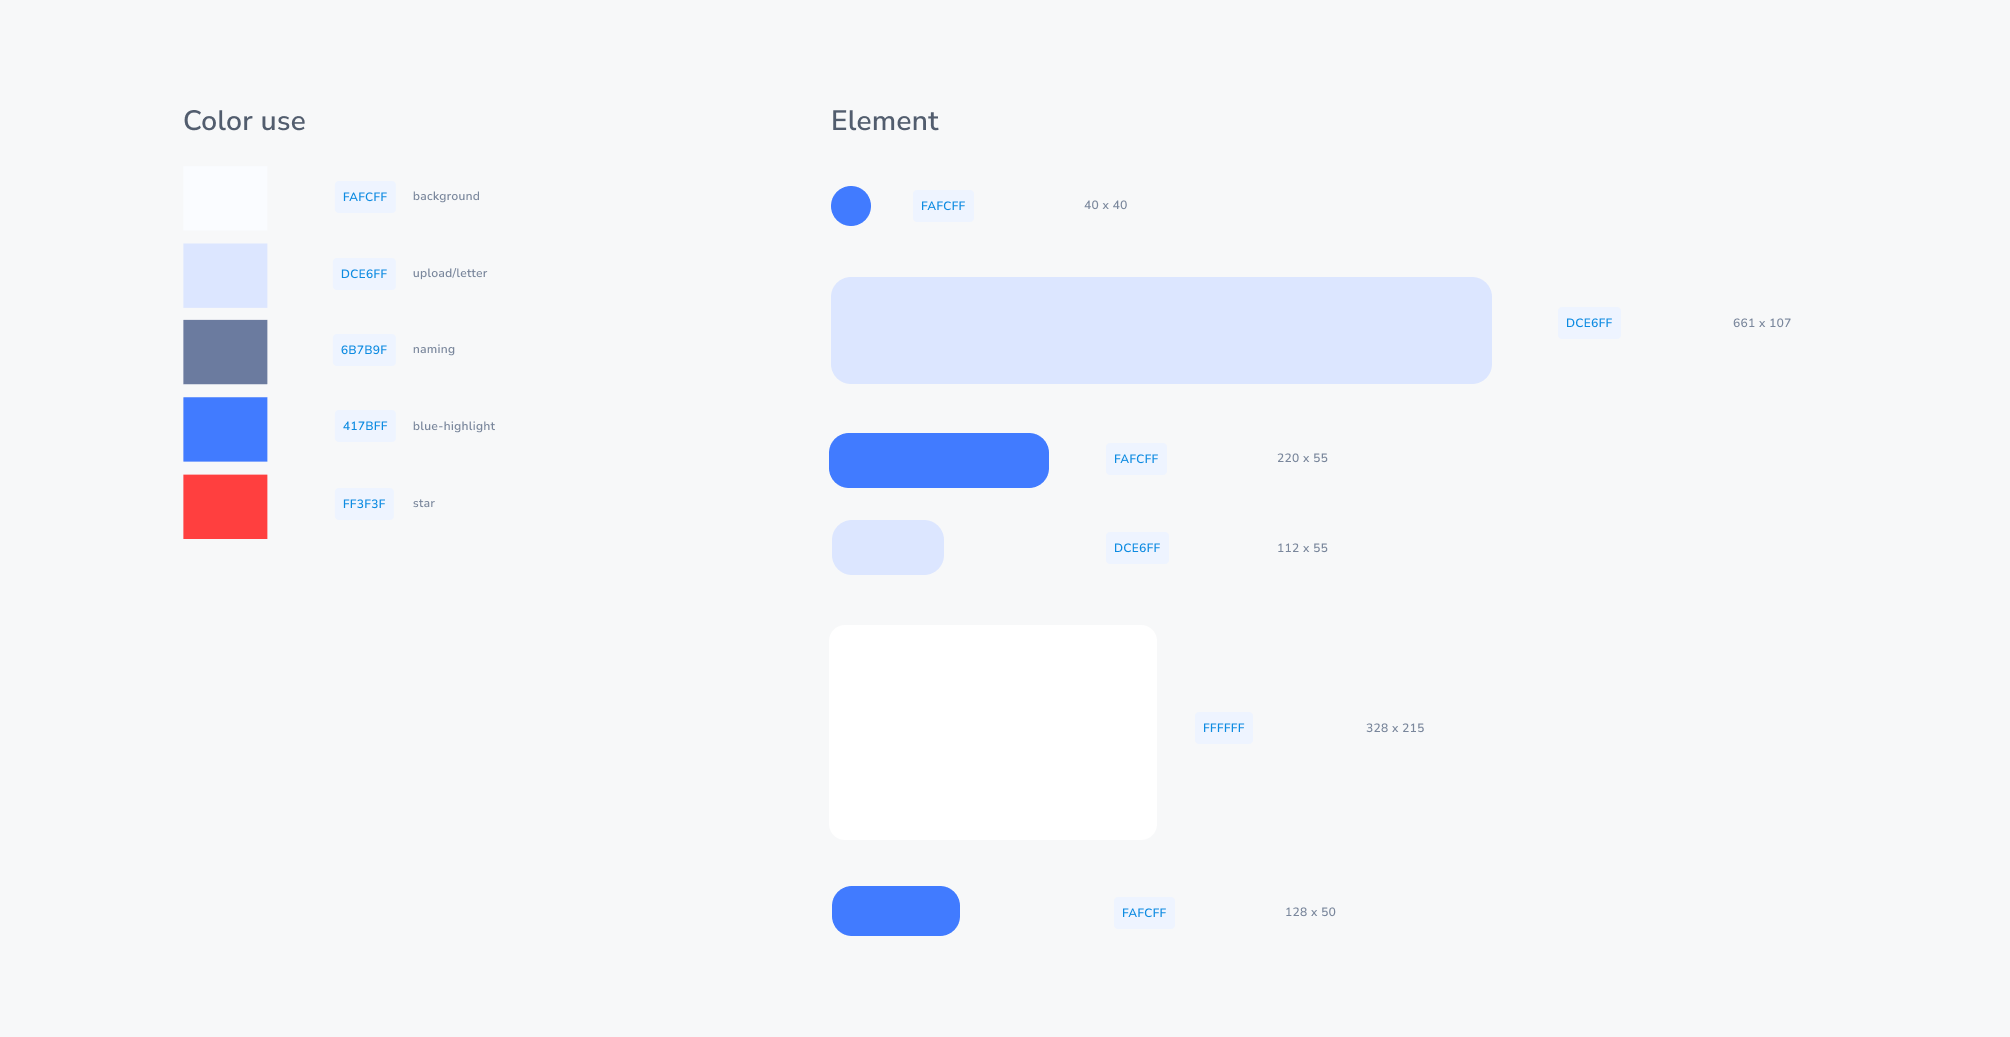 Color use
FAFCFF background
DCE6FF upload/letter
6B7B9F naming
417BFF blue-highlight
FF3F3F star
Element
FAFCFF 40 x 40
DCE6FF 661 x 107
FAFCFF 220 x 55
DCE6FF 112 x 55
FFFFFF 328 x 215
FAFCFF 128 x 50